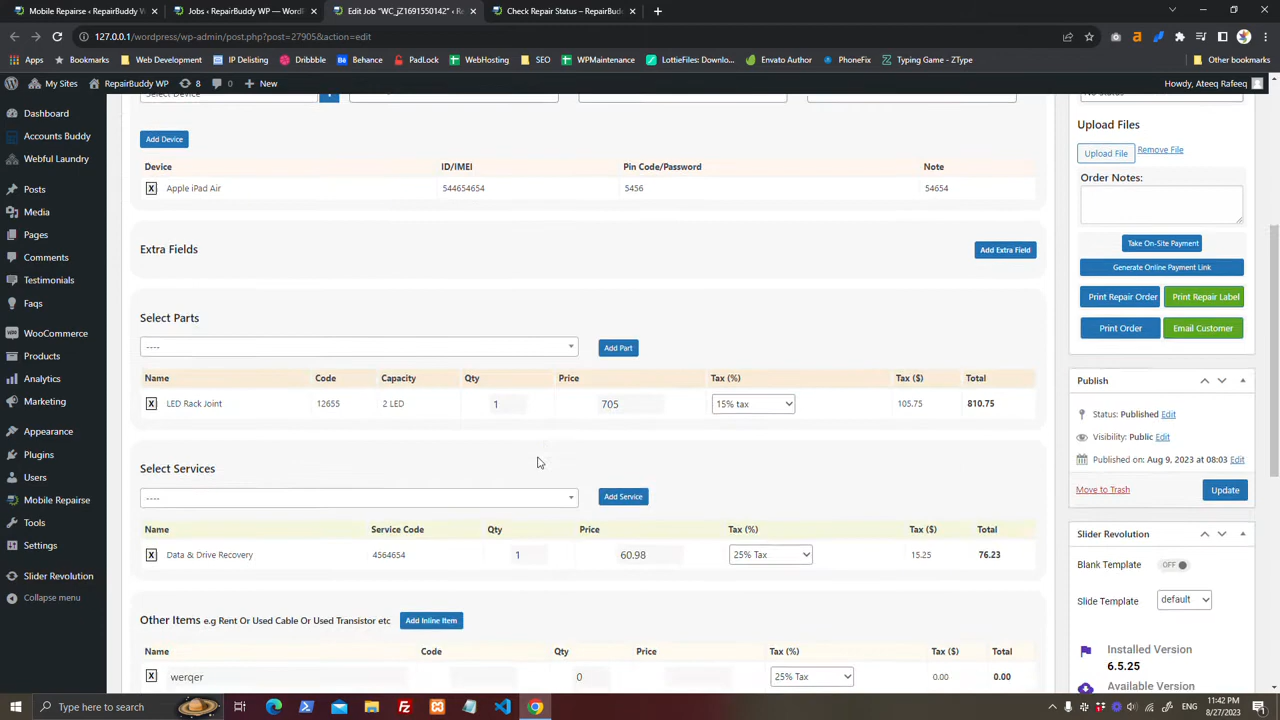 Mobile Repairse ‹ RepairBuddy W
Jobs ‹ RepairBuddy WP — WordP
Edit Job "WC_jZ1691550142" ‹ R
Check Repair Status – RepairBud
127.0.0.1/wordpress/wp-admin/post.php?post=27905&action=edit
Apps
Bookmarks
Web Development
IP Delisting
Dribbble
Behance
PadLock
WebHosting
SEO
WPMaintenance
LottieFiles: Downlo...
Envato Author
PhoneFix
Typing Game - ZType
Other bookmarks
My Sites
RepairBuddy WP
8
0
New
Howdy, Ateeq Rafeeq
Dashboard
Accounts Buddy
Webful Laundry
Posts
Media
Pages
Comments
Testimonials
Faqs
WooCommerce
Products
Analytics
Marketing
Appearance
Plugins
Users
Mobile Repairse
Tools
Settings
Slider Revolution
Collapse menu
Add Device
Device ID/IMEI Pin Code/Password Note
X Apple iPad Air 544654654 5456 54654
Extra Fields
Add Extra Field
Select Parts
----
Add Part
Name Code Capacity Qty Price Tax (%) Tax ($) Total
X LED Rack Joint 12655 2 LED 1 705 15% tax 105.75 810.75
Select Services
----
Add Service
Name Service Code Qty Price Tax (%) Tax ($) Total
X Data & Drive Recovery 4564654 1 60.98 25% Tax 15.25 76.23
Other Items e.g Rent Or Used Cable Or Used Transistor etc
Add Inline Item
Name Code Qty Price Tax (%) Tax ($) Total
X werqer 0 25% Tax 0.00 0.00
Upload Files
Upload File Remove File
Order Notes:
Take On-Site Payment
Generate Online Payment Link
Print Repair Order Print Repair Label
Print Order Email Customer
Publish
Status: Published Edit
Visibility: Public Edit
Published on: Aug 9, 2023 at 08:03 Edit
Move to Trash Update
Slider Revolution
Blank Template OFF
Slide Template default
Installed Version
6.5.25
Available Version
Type here to search
11:42 PM
8/27/2023